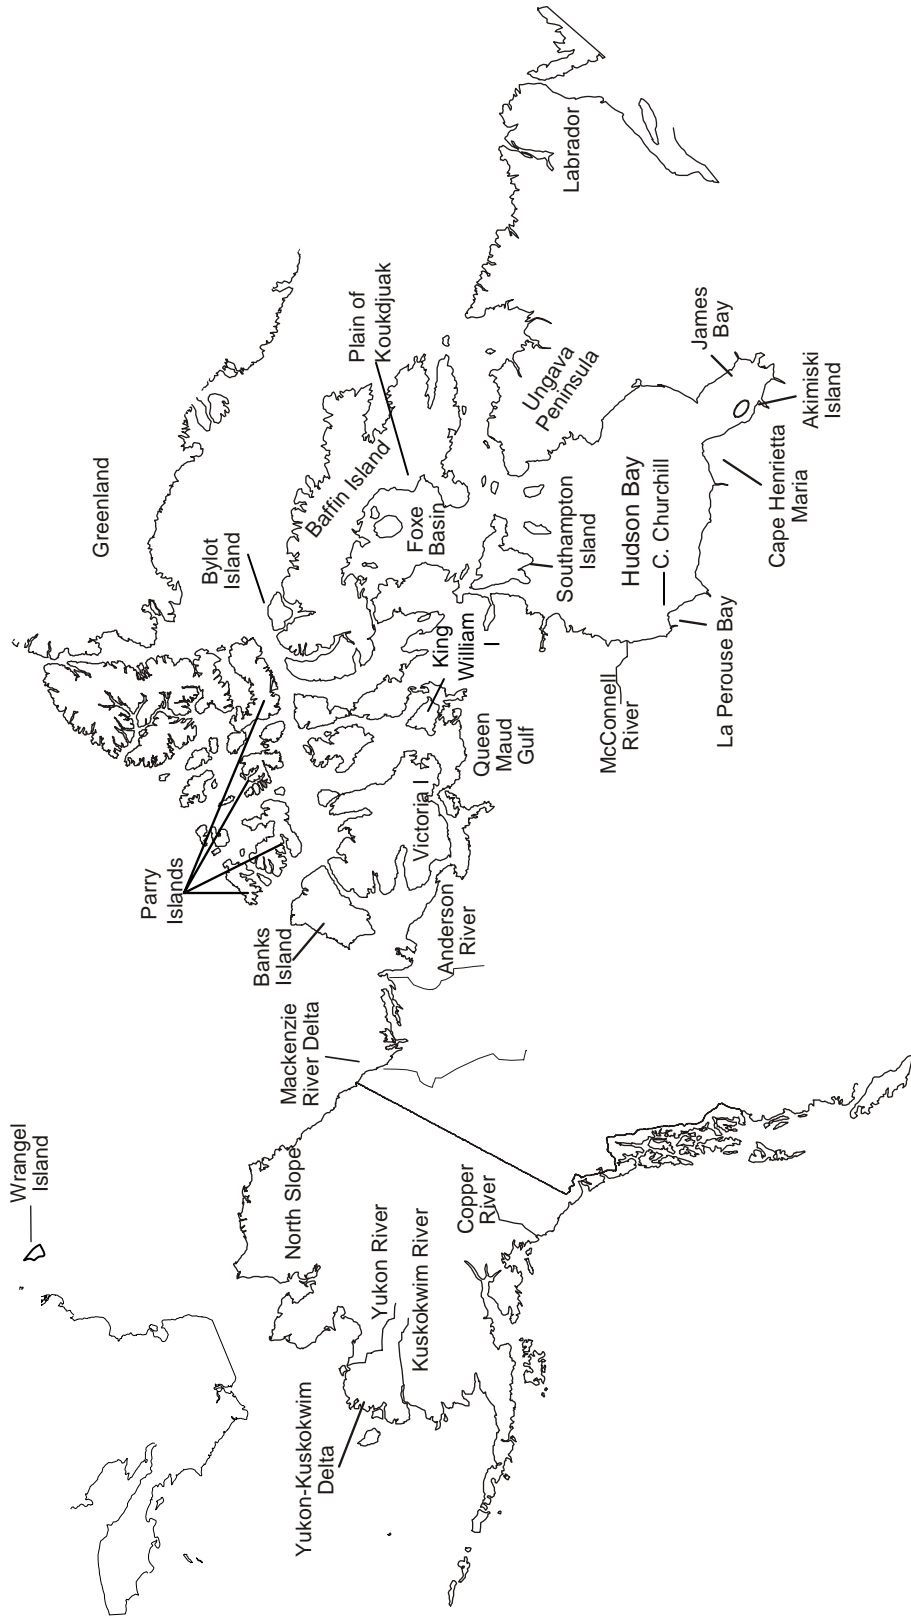 Wrangel
Island
North Slope
Yukon-Kuskokwim
Delta
Yukon River
Kuskokwim River
Copper
River
Mackenzie
River Delta
Anderson
River
Banks
Island
Parry
Islands
Victoria I
Queen
Maud
Gulf
King
William
I
Bylot
Island
Greenland
Baffin Island
Foxe
Basin
Plain of
Koukdjuak
Southampton
Island
Ungava
Peninsula
Labrador
Hudson Bay
C. Churchill
McConnell
River
La Perouse Bay
Cape Henrietta
Maria
James
Bay
Akimiski
Island